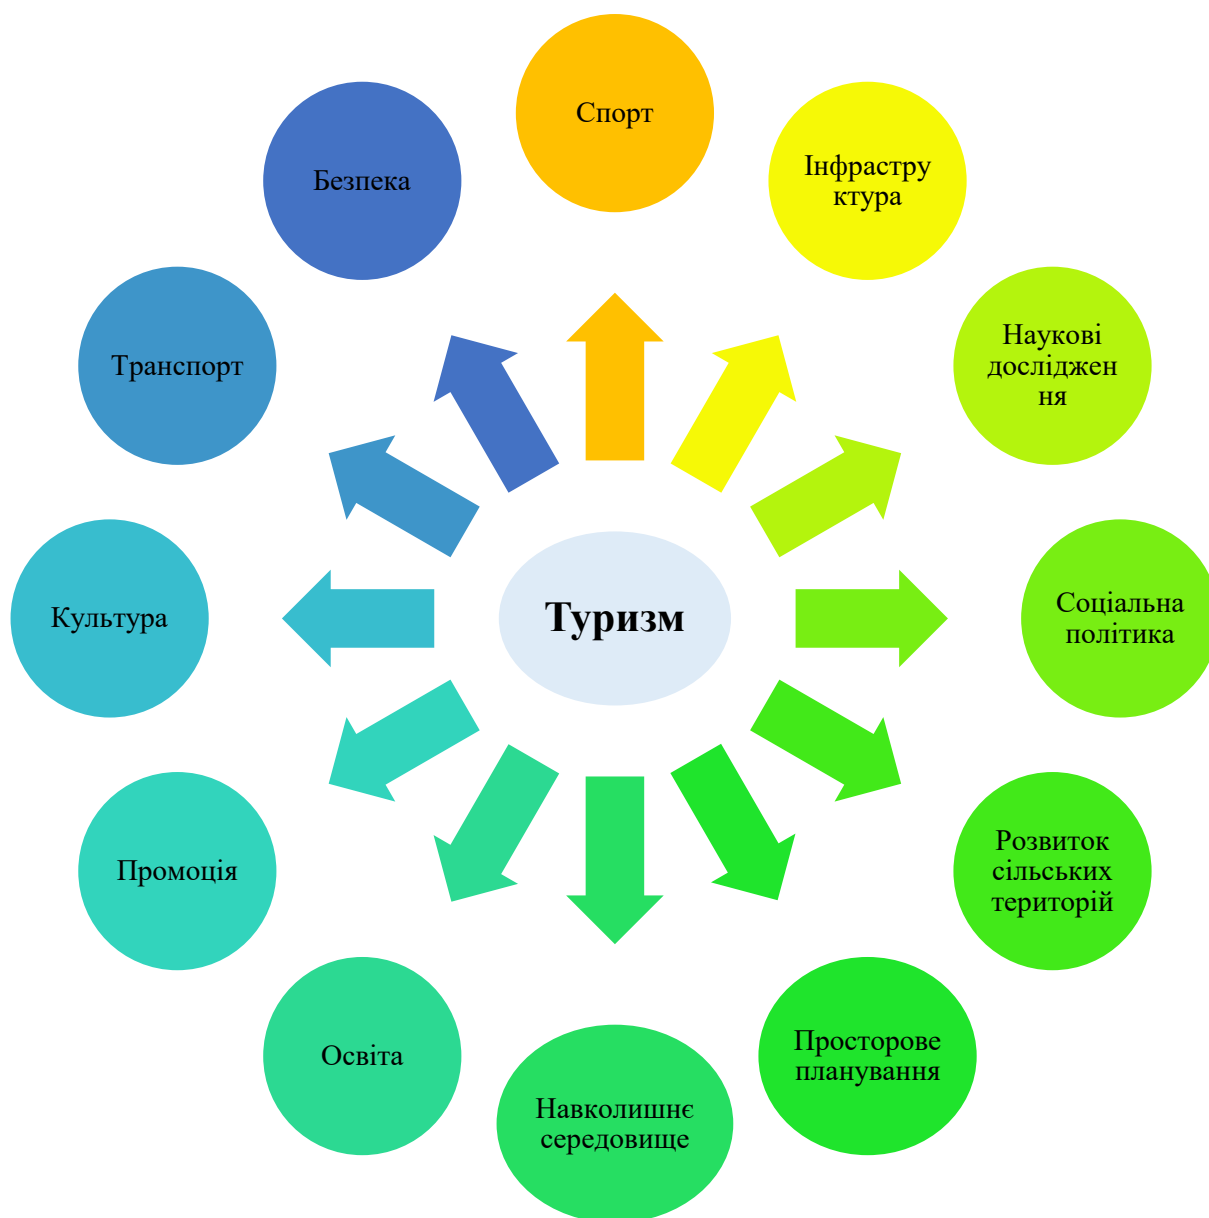 Спорт
Інфрастру
ктура
Наукові
дослiджен
ня
Соціальна
політика
Розвиток
сільських
територій
Просторове
планування
Навколишнє
середовище
Освіта
Промоція
Культура
Транспорт
Безпека
Туризм